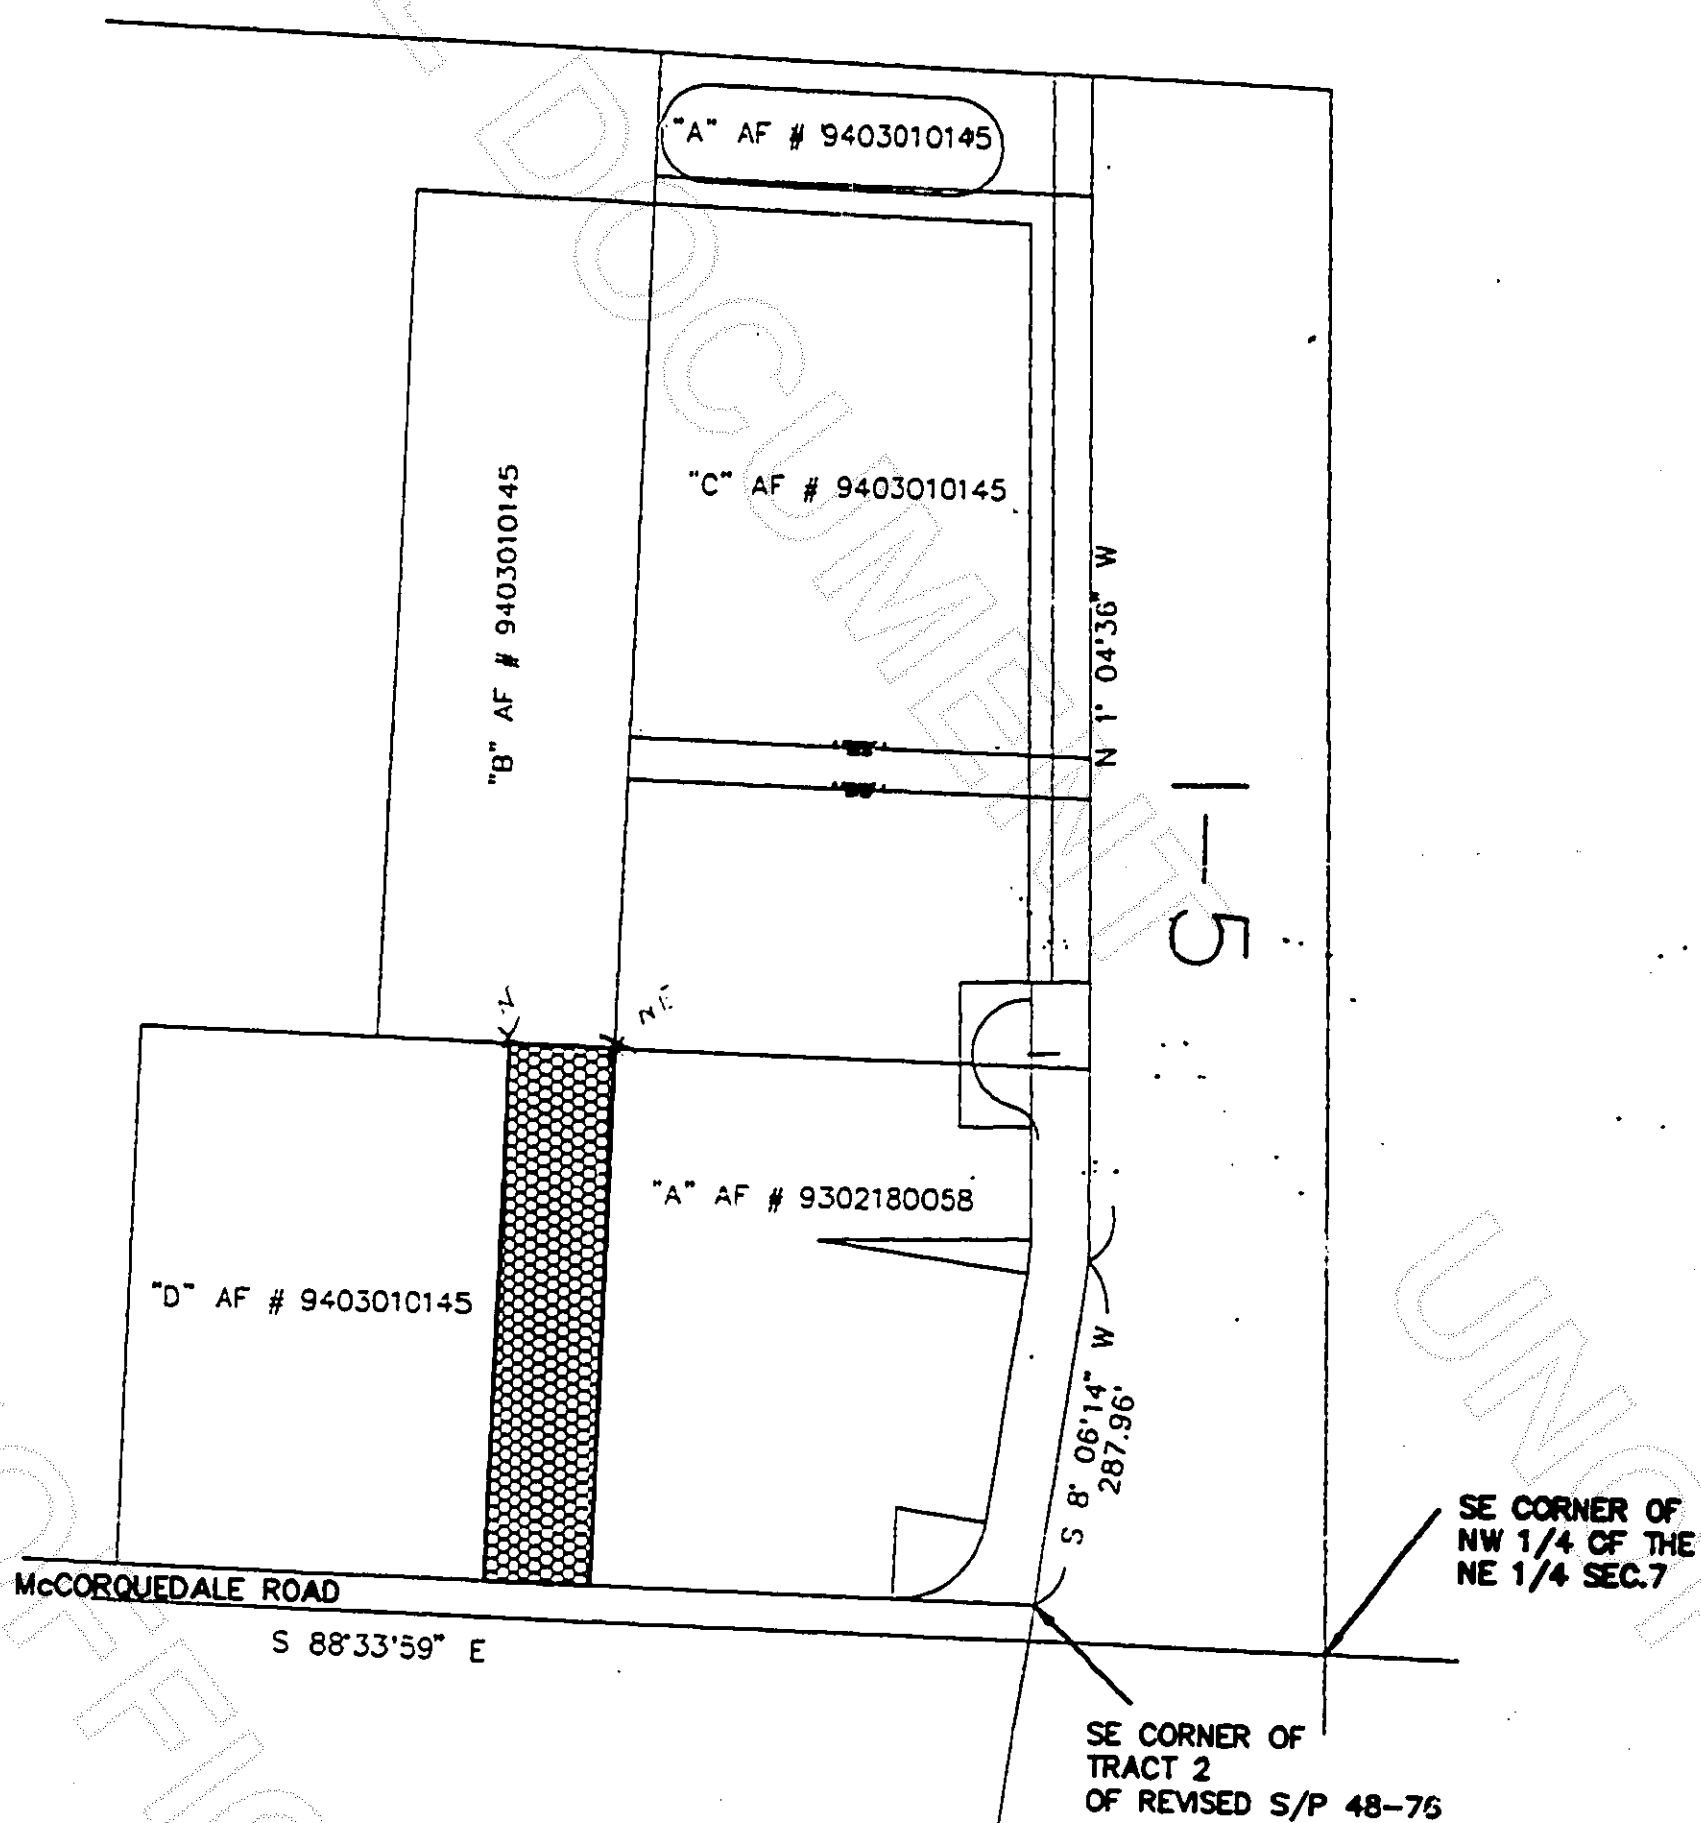 "A" AF # 9403010145
"C" AF # 9403010145
"B" AF # 9403010145
N 1° 04'36" W
I-5
N
NE
"A" AF # 9302180058
"D" AF # 9403010145
S 8° 06'14" W
287.96'
SE CORNER OF
NW 1/4 OF THE
NE 1/4 SEC.7
McCORQUEDALE ROAD
S 88°33'59" E
SE CORNER OF
TRACT 2
OF REVISED S/P 48-76
DOCUMENT